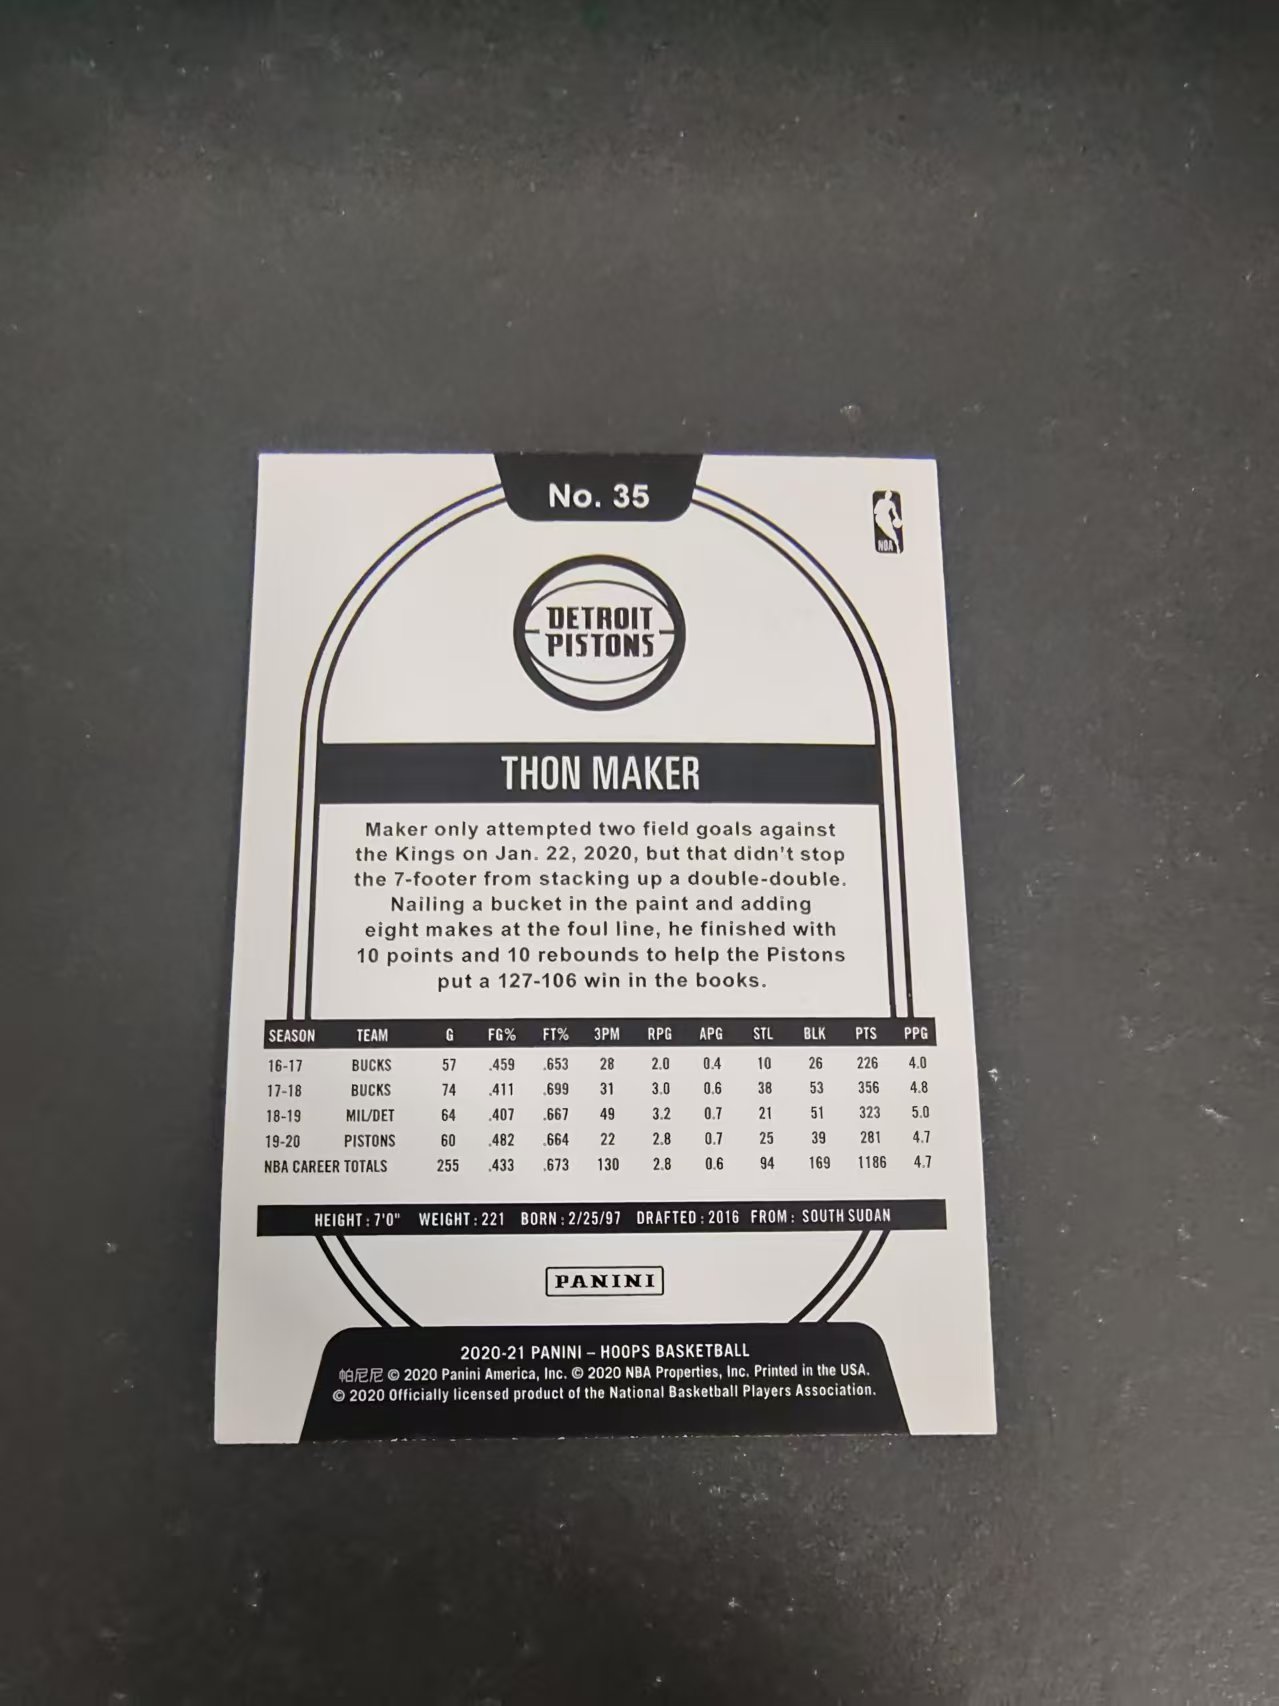 No. 35
NBA
DETROIT
PISTONS
THON MAKER
Maker only attempted two field goals against
the Kings on Jan. 22, 2020, but that didn't stop
the 7-footer from stacking up a double-double.
Nailing a bucket in the paint and adding
eight makes at the foul line, he finished with
10 points and 10 rebounds to help the Pistons
put a 127-106 win in the books.
SEASON TEAM G FG% FT% 3PM RPG APG STL BLK PTS PPG
16-17 BUCKS 57 .459 .653 28 2.0 0.4 10 26 226 4.0
17-18 BUCKS 74 .411 .699 31 3.0 0.6 38 53 356 4.8
18-19 MIL/DET 64 .407 .667 49 3.2 0.7 21 51 323 5.0
19-20 PISTONS 60 .482 .664 22 2.8 0.7 25 39 281 4.7
NBA CAREER TOTALS 255 .433 .673 130 2.8 0.6 94 169 1186 4.7
HEIGHT: 7'0" WEIGHT: 221 BORN: 2/25/97 DRAFTED: 2016 FROM: SOUTH SUDAN
PANINI
2020-21 PANINI – HOOPS BASKETBALL
帕尼尼 © 2020 Panini America, Inc. © 2020 NBA Properties, Inc. Printed in the USA.
© 2020 Officially licensed product of the National Basketball Players Association.